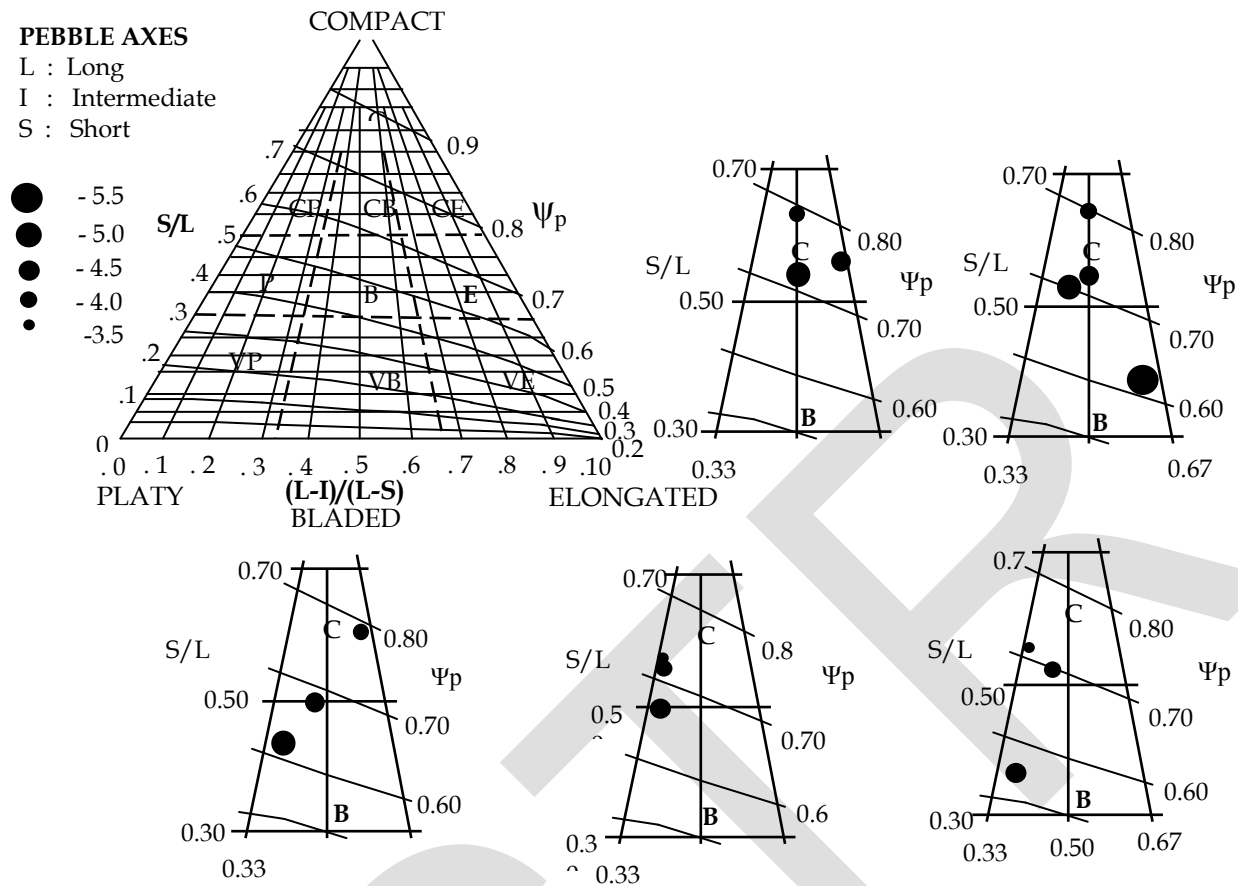 COMPACT
PEBBLE AXES
L : Long
I : Intermediate
S : Short
- 5.5
- 5.0
- 4.5
- 4.0
-3.5
S/L
.7
.6
.5
.4
.3
.2
.1
0
0.9
0.8
0.7
0.6
0.5
0.4
0.3
0.2
Ψp
CP
CB
CE
P
B
E
VP
VB
VE
.0 .1 .2 .3 .4 .5 .6 .7 .8 .9 .10
PLATY
(L-I)/(L-S)
BLADED
ELONGATED
0.70
C
0.80
S/L
Ψp
0.50
0.70
0.60
0.30
B
0.33
0.70
C
0.80
S/L
Ψp
0.50
0.70
0.60
0.30
B
0.33
0.67
0.70
C
0.80
S/L
Ψp
0.50
0.70
0.60
0.30
B
0.33
0.70
C
0.8
S/L
Ψp
0.5
0.70
0.6
0.3
B
0.33
0.7
C
0.80
S/L
Ψp
0.50
0.70
0.60
0.30
B
0.33
0.50
0.67
TR